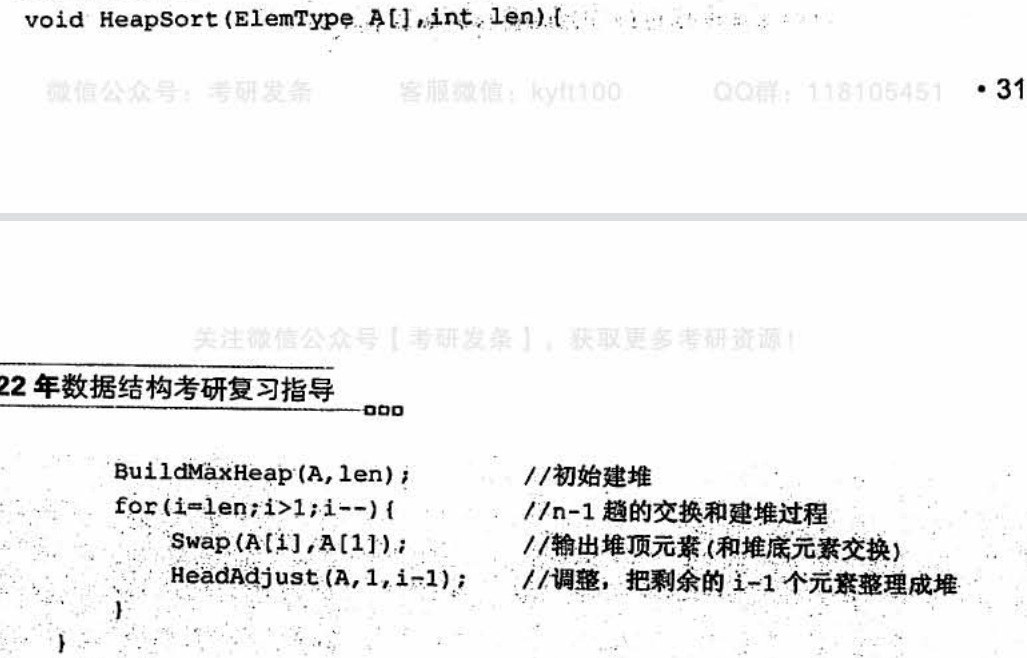 void HeapSort(ElemType A[],int len){
微信公众号：考研发条 客服微信：kyft100 QQ群：118105451 • 31
关注微信公众号【考研发条】，获取更多考研资源！
22 年数据结构考研复习指导
BuildMaxHeap(A,len); //初始建堆
for(i=len;i>1;i--){ //n-1 趟的交换和建堆过程
Swap(A[i],A[1]); //输出堆顶元素(和堆底元素交换)
HeadAdjust(A,1,i-1); //调整，把剩余的 i-1 个元素整理成堆
}
}